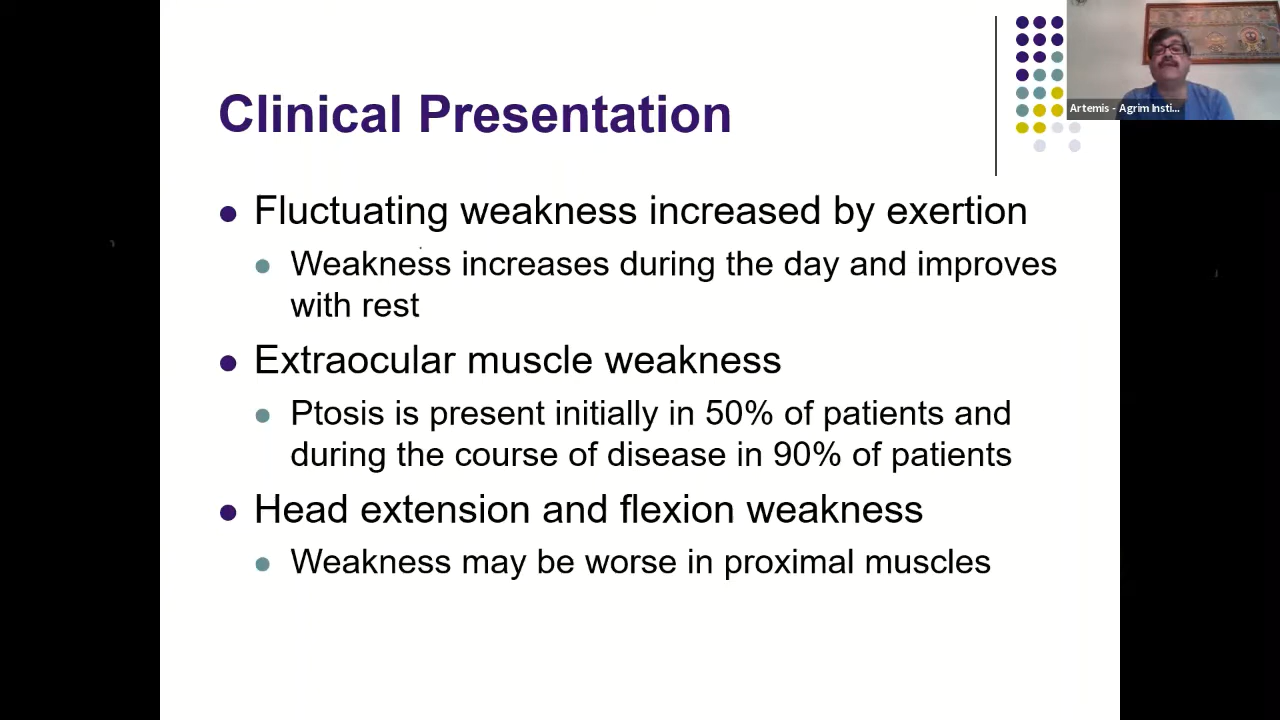 Clinical Presentation
Artemis - Agrim Insti...
Fluctuating weakness increased by exertion
Weakness increases during the day and improves
with rest
Extraocular muscle weakness
Ptosis is present initially in 50% of patients and
during the course of disease in 90% of patients
Head extension and flexion weakness
Weakness may be worse in proximal muscles